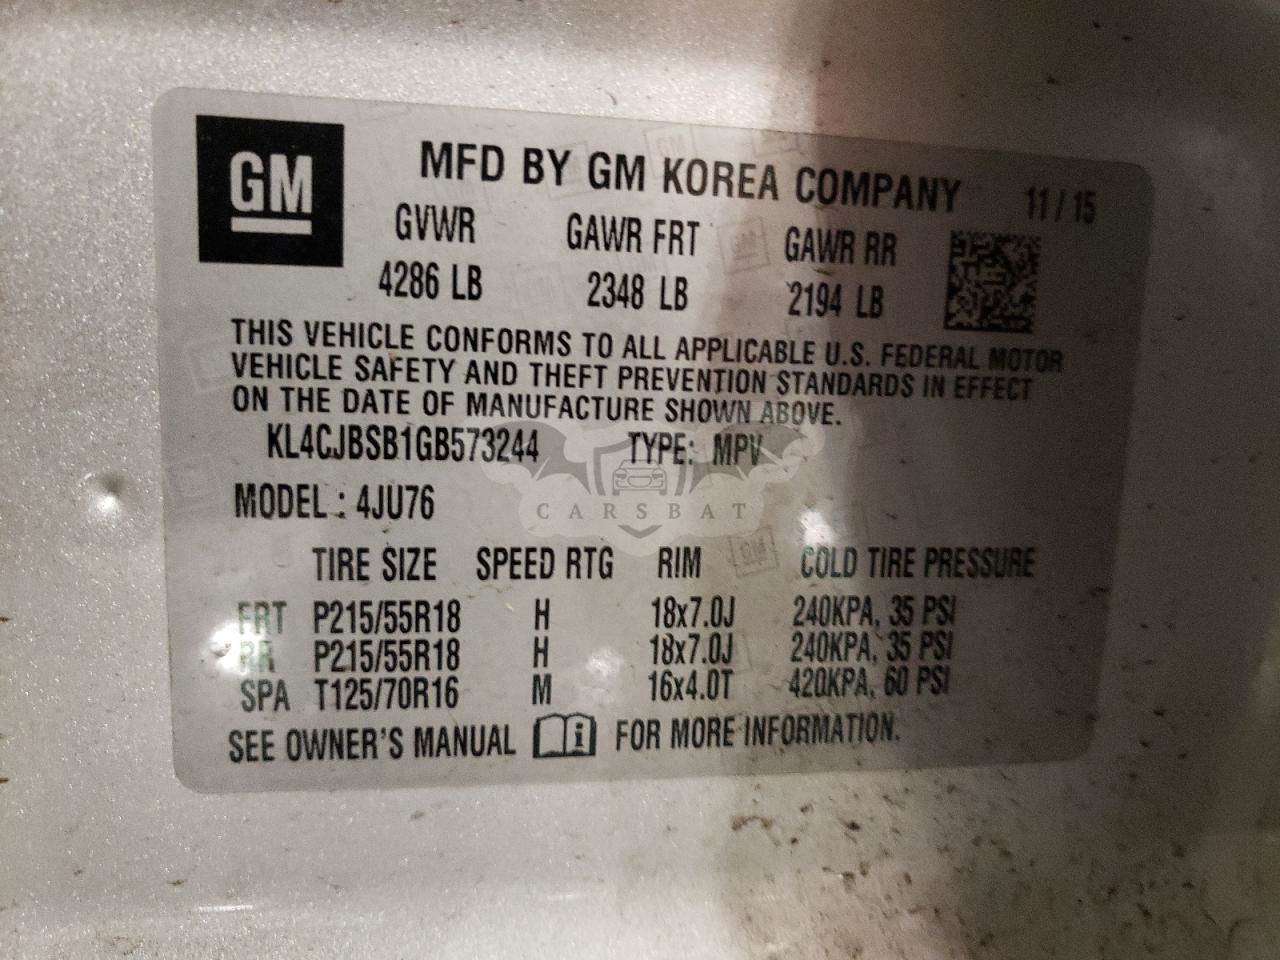 GM
MFD BY GM KOREA COMPANY 11/15
GVWR GAWR FRT GAWR RR
4286 LB 2348 LB 2194 LB
THIS VEHICLE CONFORMS TO ALL APPLICABLE U.S. FEDERAL MOTOR
VEHICLE SAFETY AND THEFT PREVENTION STANDARDS IN EFFECT
ON THE DATE OF MANUFACTURE SHOWN ABOVE.
KL4CJBSB1GB573244 TYPE: MPV
CARSBAT
MODEL : 4JU76
TIRE SIZE SPEED RTG RIM COLD TIRE PRESSURE
FRT P215/55R18 H 18x7.0J 240KPA, 35 PSI
RR P215/55R18 H 18x7.0J 240KPA, 35 PSI
SPA T125/70R16 M 16x4.0T 420KPA, 60 PSI
SEE OWNER'S MANUAL i FOR MORE INFORMATION.